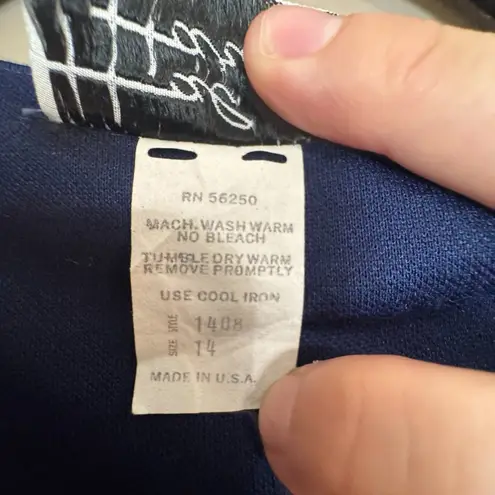 RN 56250
MACH. WASH WARM
NO BLEACH
TUMBLE DRY WARM
REMOVE PROMPTLY
USE COOL IRON
STYLE 1408
SIZE 14
MADE IN U.S.A.